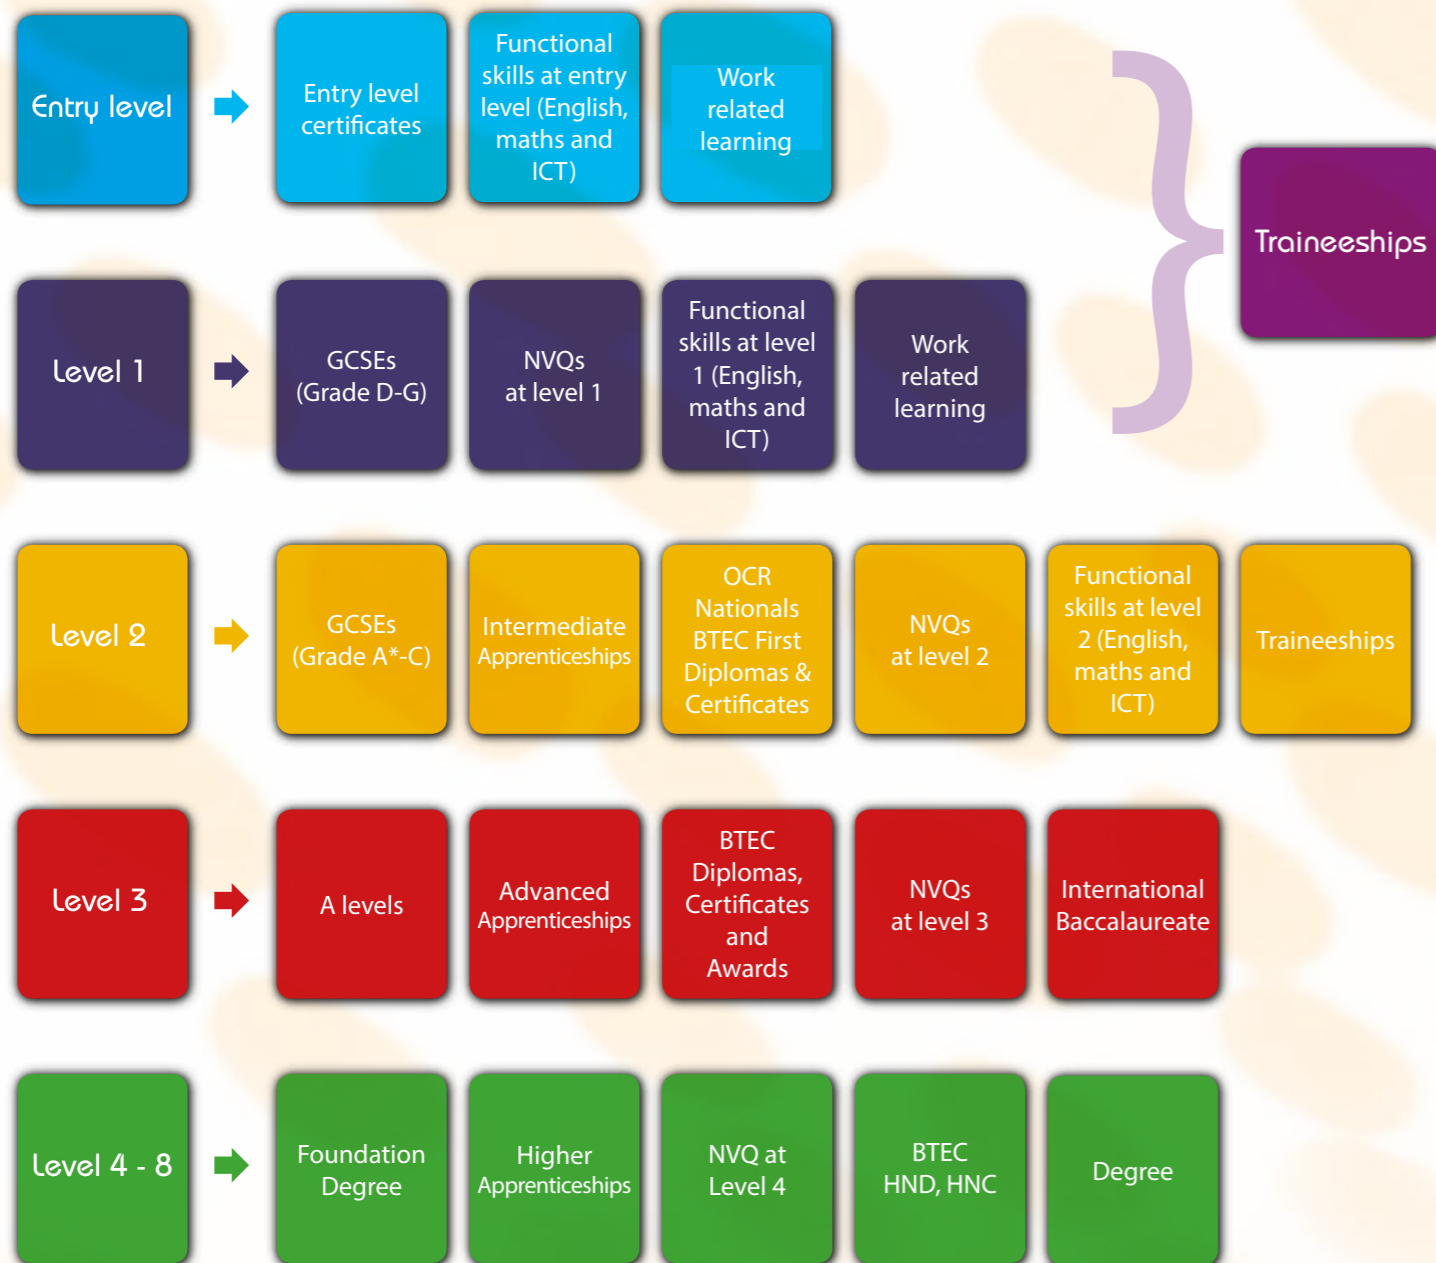 Entry level
Entry level
certificates
Functional
skills at entry
level (English,
maths and
ICT)
Work
related
learning
Traineeships
Level 1
GCSEs
(Grade D-G)
NVQs
at level 1
Functional
skills at level
1 (English,
maths and
ICT)
Work
related
learning
Level 2
GCSEs
(Grade A*-C)
Intermediate
Apprenticeships
OCR
Nationals
BTEC First
Diplomas &
Certificates
NVQs
at level 2
Functional
skills at level
2 (English,
maths and
ICT)
Traineeships
Level 3
A levels
Advanced
Apprenticeships
BTEC
Diplomas,
Certificates
and
Awards
NVQs
at level 3
International
Baccalaureate
Level 4 - 8
Foundation
Degree
Higher
Apprenticeships
NVQ at
Level 4
BTEC
HND, HNC
Degree